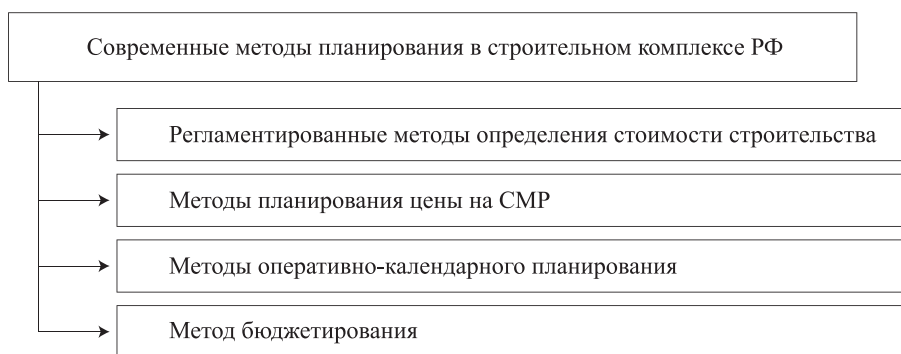 Современные методы планирования в строительном комплексе РФ
Регламентированные методы определения стоимости строительства
Методы планирования цены на СМР
Методы оперативно-календарного планирования
Метод бюджетирования